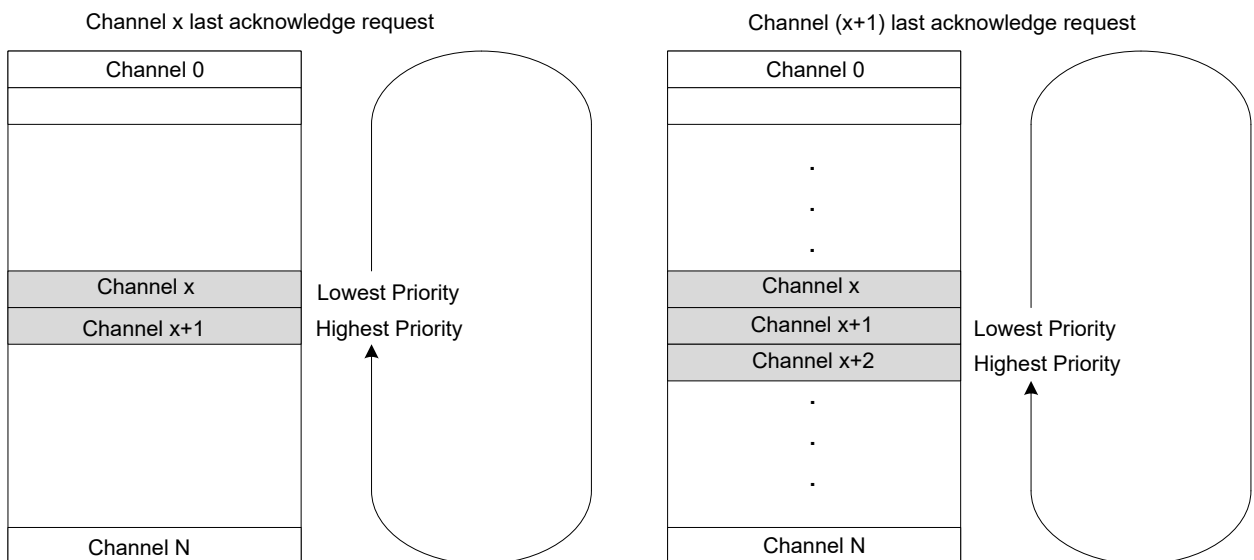 Channel x last acknowledge request
Channel 0
Channel x
Lowest Priority
Channel x+1
Highest Priority
Channel N
Channel (x+1) last acknowledge request
Channel 0
.
.
.
Channel x
Channel x+1
Lowest Priority
Channel x+2
Highest Priority
.
.
.
Channel N